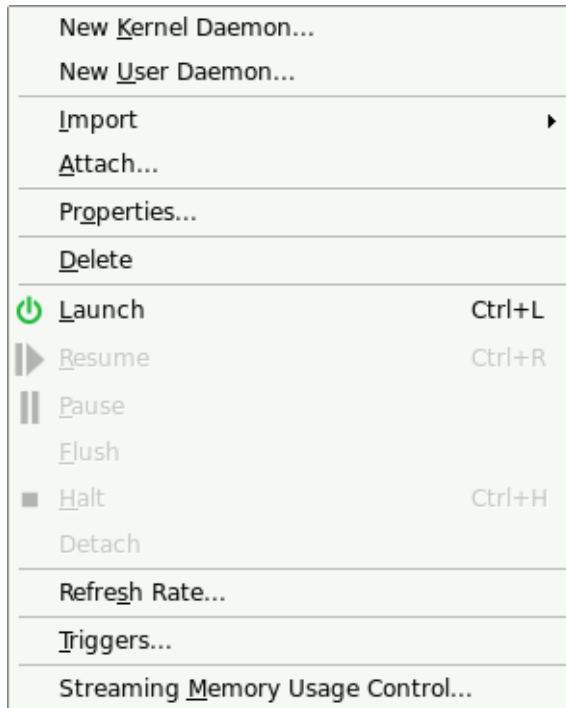 New Kernel Daemon...
New User Daemon...
Import
Attach...
Properties...
Delete
Launch Ctrl+L
Resume Ctrl+R
Pause
Flush
Halt Ctrl+H
Detach
Refresh Rate...
Triggers...
Streaming Memory Usage Control...